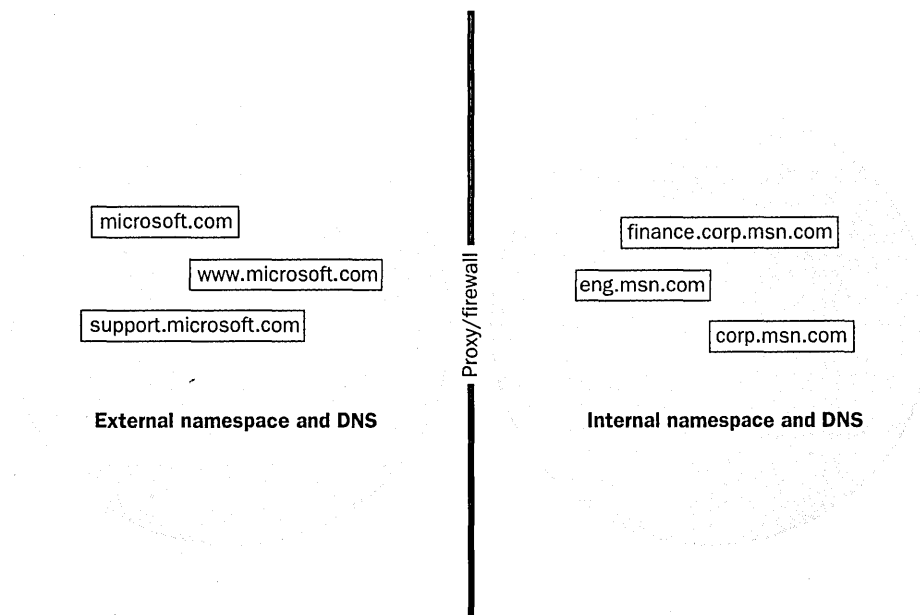 microsoft.com
www.microsoft.com
support.microsoft.com
External namespace and DNS
Proxy/firewall
finance.corp.msn.com
eng.msn.com
corp.msn.com
Internal namespace and DNS